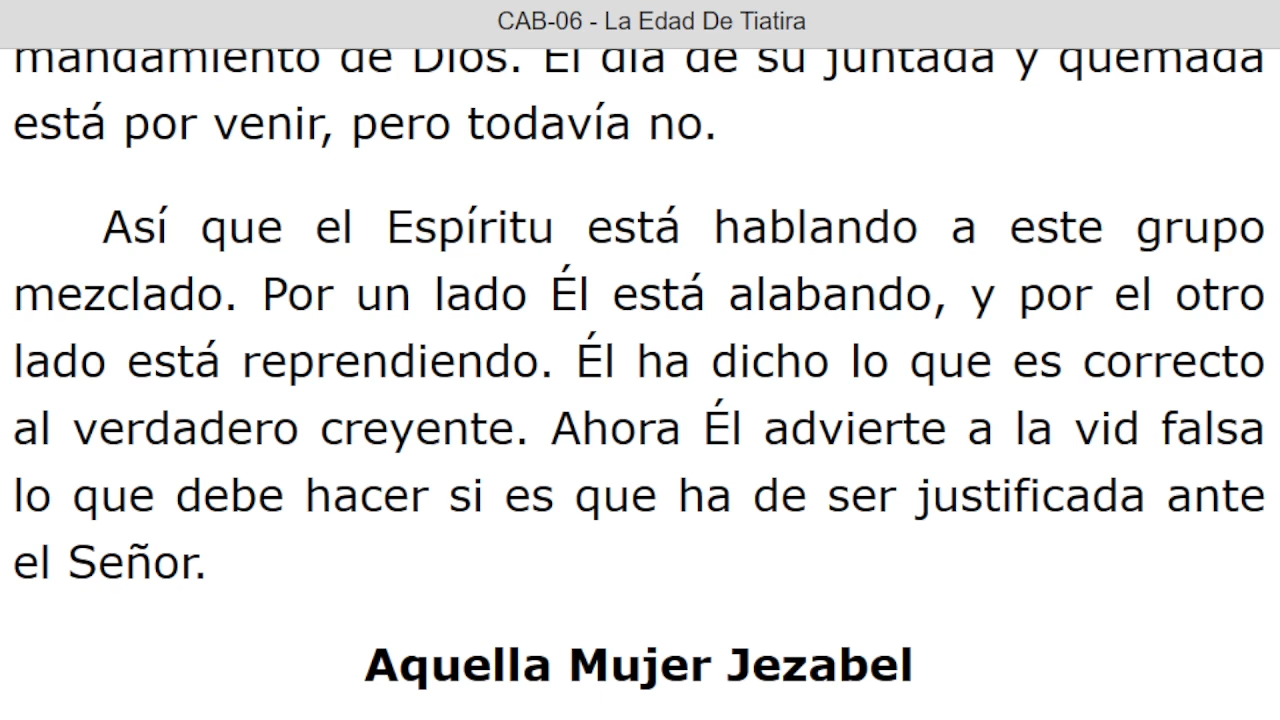 CAB-06 - La Edad De Tiatira
mandamiento de Dios. El día de su juntada y quemada
está por venir, pero todavía no.
Así que el Espíritu está hablando a este grupo
mezclado. Por un lado Él está alabando, y por el otro
lado está reprendiendo. Él ha dicho lo que es correcto
al verdadero creyente. Ahora Él advierte a la vid falsa
lo que debe hacer si es que ha de ser justificada ante
el Señor.
Aquella Mujer Jezabel